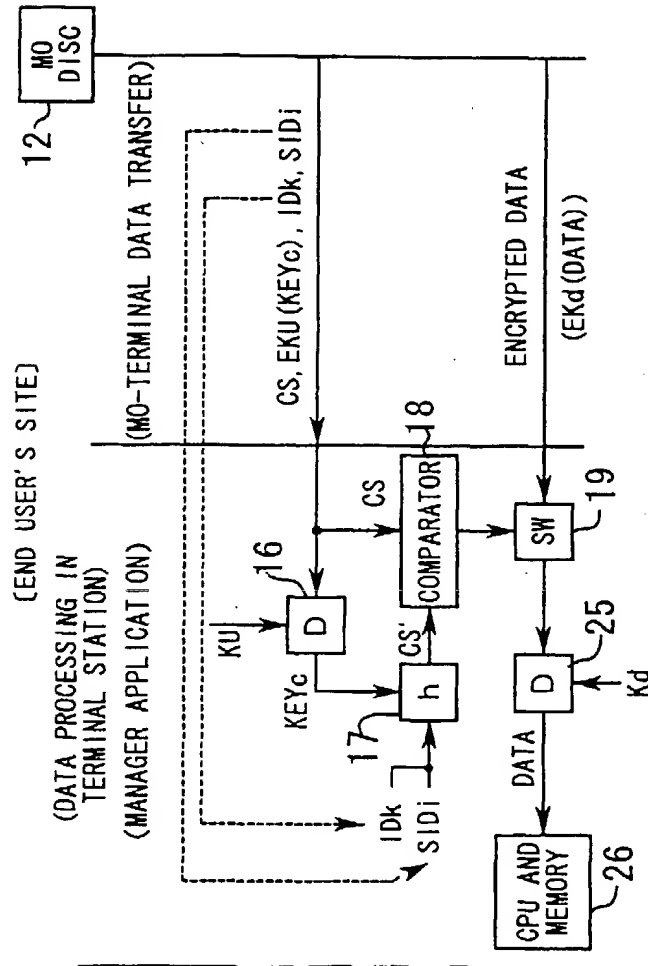 (END USER'S SITE)
(DATA PROCESSING IN
TERMINAL STATION)
(MANAGER APPLICATION)
(MO-TERMINAL DATA TRANSFER)
MO
DISC
12
CS, EKU(KEYc), IDk, SIDi
KU
16
D
KEYc
CS
18
COMPARATOR
17
h
CS'
IDk
SIDi
ENCRYPTED DATA
(EKd(DATA))
SW
19
D
25
Kd
DATA
CPU AND
MEMORY
26